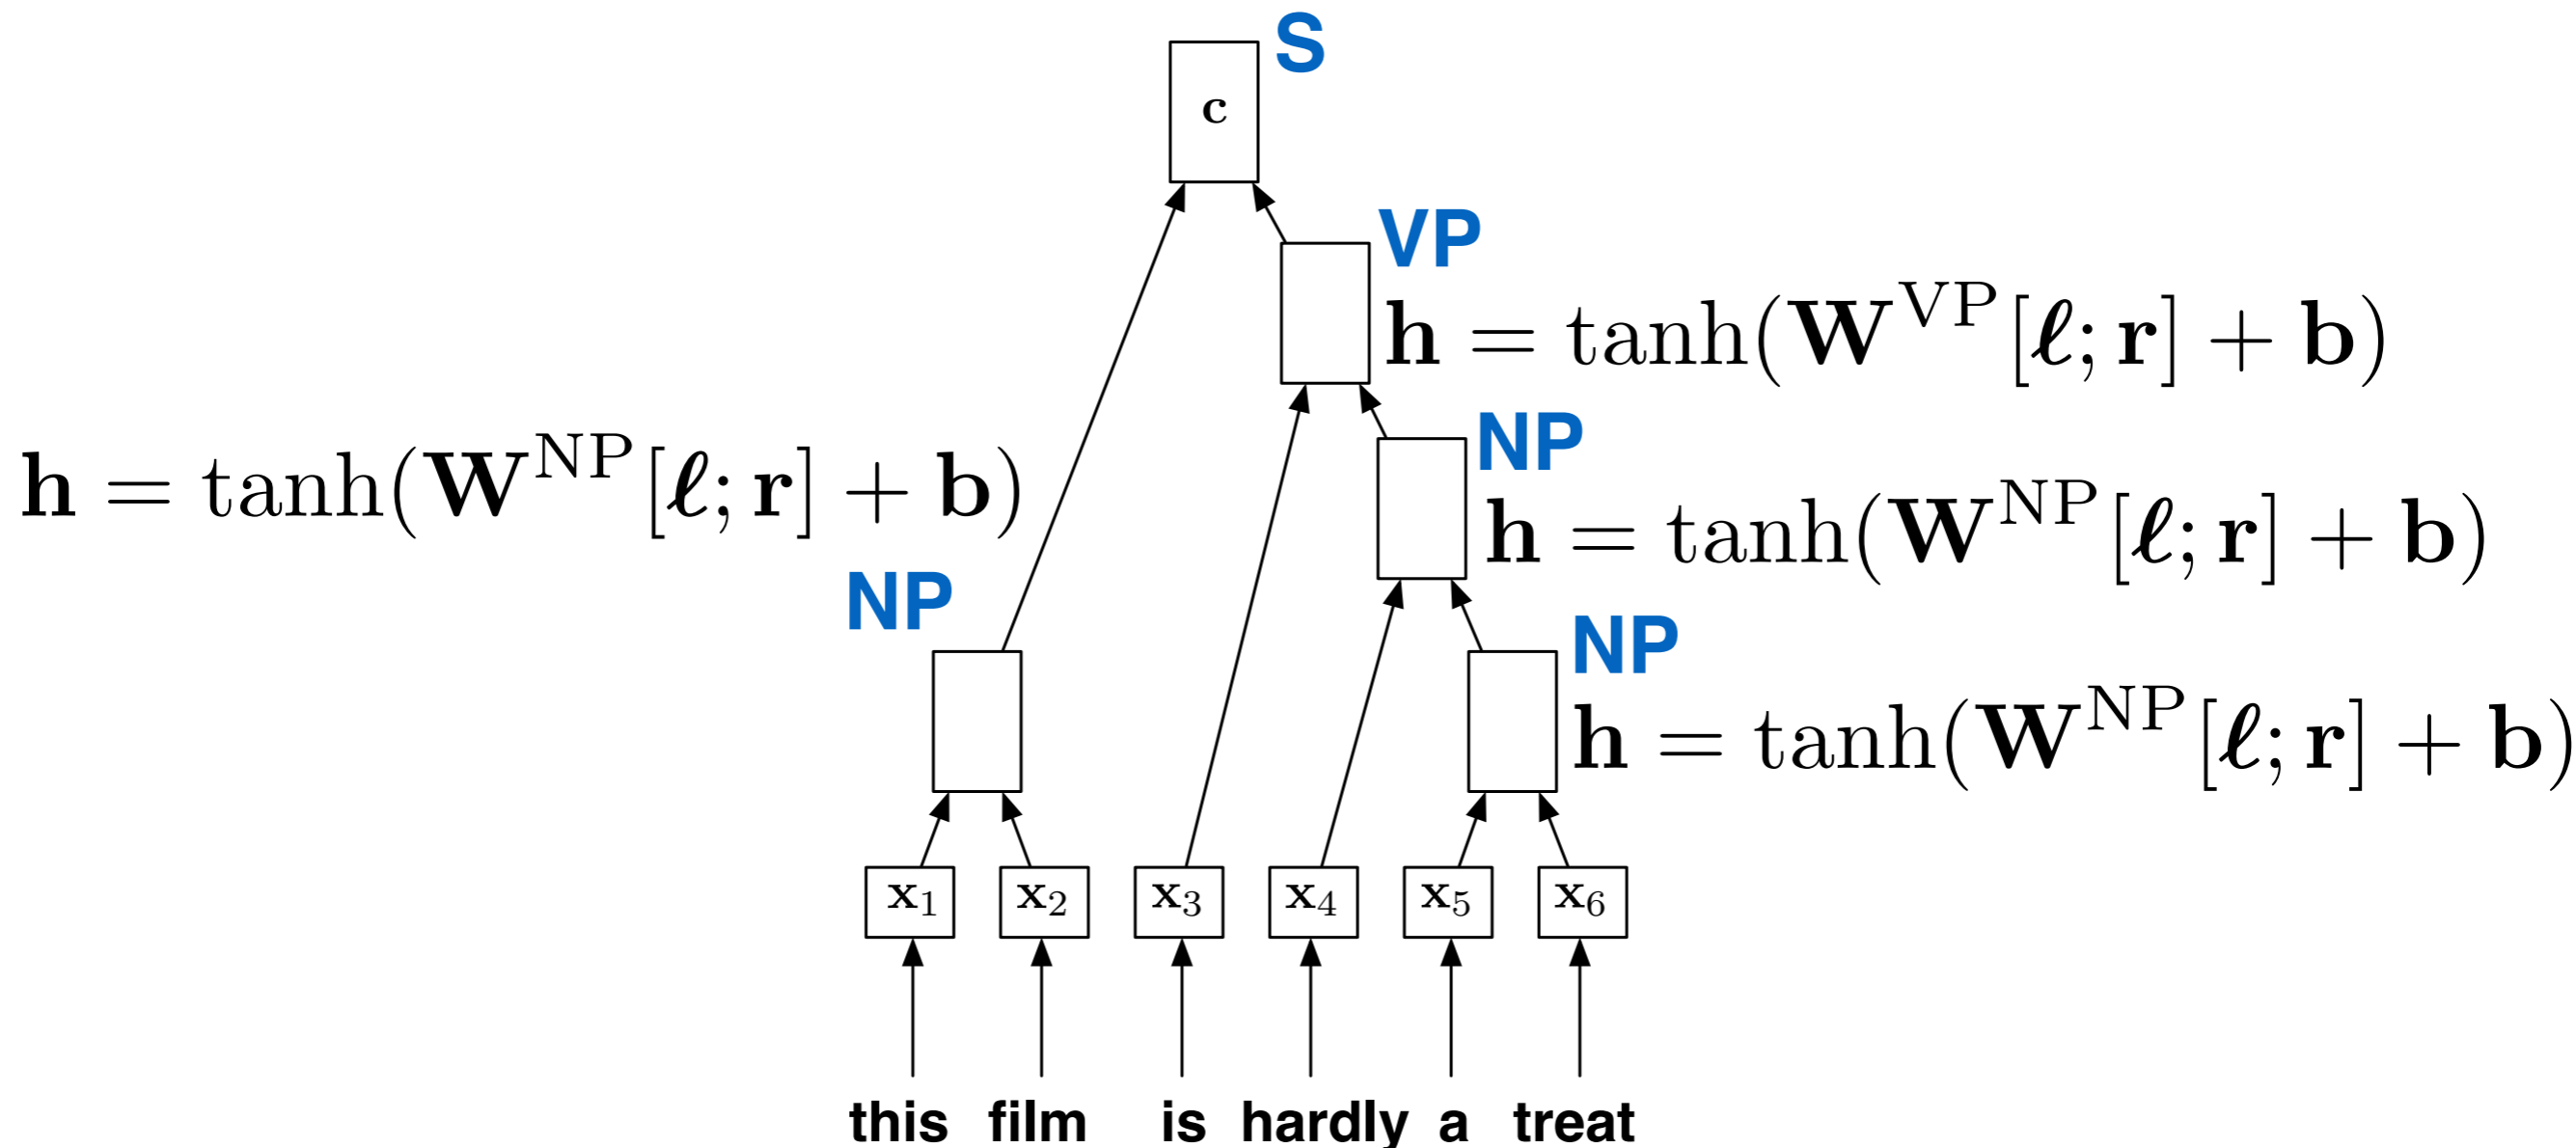 S
c
VP
h = tanh(W^VP[ℓ; r] + b)
NP
h = tanh(W^NP[ℓ; r] + b)
h = tanh(W^NP[ℓ; r] + b)
NP
NP
h = tanh(W^NP[ℓ; r] + b)
x₁ x₂ x₃ x₄ x₅ x₆
this film is hardly a treat